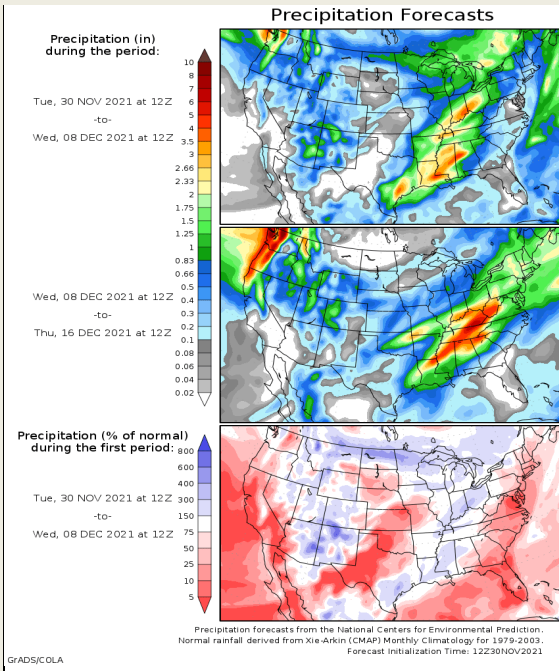 Precipitation Forecasts
Precipitation (in)
during the period:
Tue, 30 NOV 2021 at 12Z
-to-
Wed, 08 DEC 2021 at 12Z
10
8
7
6
5
4
3.5
3
2.66
2.33
2
1.75
1.5
1.25
1
0.83
0.66
0.5
0.4
0.3
0.2
0.1
0.08
0.06
0.04
0.02
Wed, 08 DEC 2021 at 12Z
-to-
Thu, 16 DEC 2021 at 12Z
Precipitation (% of normal)
during the first period:
Tue, 30 NOV 2021 at 12Z
-to-
Wed, 08 DEC 2021 at 12Z
800
600
400
300
150
75
50
25
10
5
Precipitation forecasts from the National Centers for Environmental Prediction.
Normal rainfall derived from Xie-Arkin (CMAP) Monthly Climatology for 1979-2003.
Forecast Initialization Time: 12Z30NOV2021
GrADS/COLA